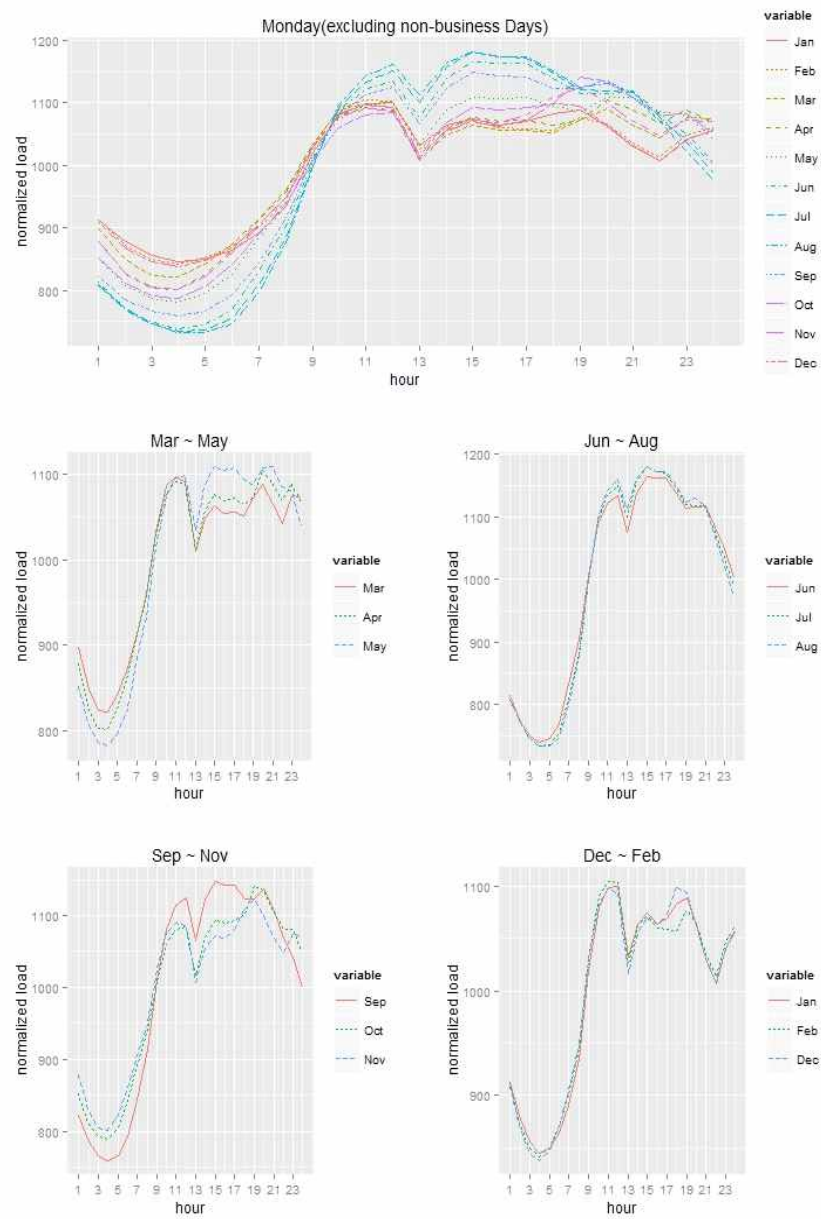 Monday(excluding non-business Days)
variable
Jan
Feb
Mar
Apr
May
Jun
Jul
Aug
Sep
Oct
Nov
Dec
normalized load
1200
1100
1000
900
800
1 3 5 7 9 11 13 15 17 19 21 23
hour
Mar ~ May
normalized load
1100
1000
900
800
1 3 5 7 9 11 13 15 17 19 21 23
hour
variable
Mar
Apr
May
Jun ~ Aug
normalized load
1200
1100
1000
900
800
1 3 5 7 9 11 13 15 17 19 21 23
hour
variable
Jun
Jul
Aug
Sep ~ Nov
normalized load
1100
1000
900
800
1 3 5 7 9 11 13 15 17 19 21 23
hour
variable
Sep
Oct
Nov
Dec ~ Feb
normalized load
1100
1000
900
1 3 5 7 9 11 13 15 17 19 21 23
hour
variable
Jan
Feb
Dec